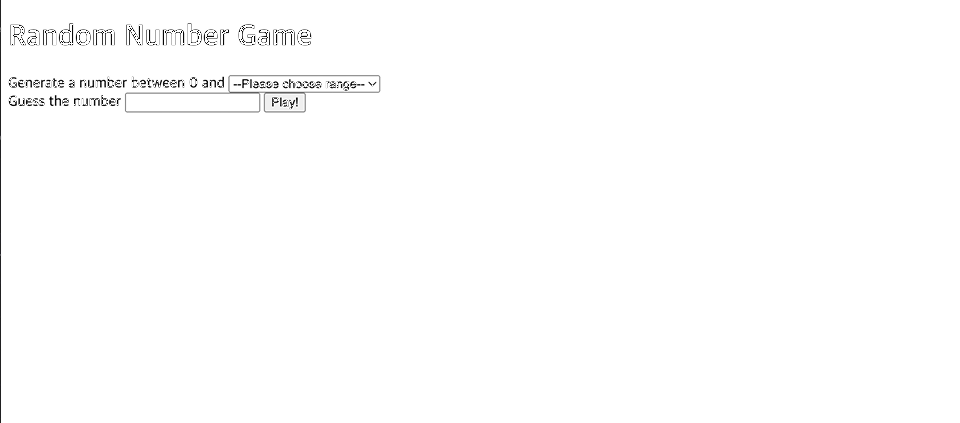 Random Number Game
Generate a number between 0 and --Please choose range--
Guess the number Play!